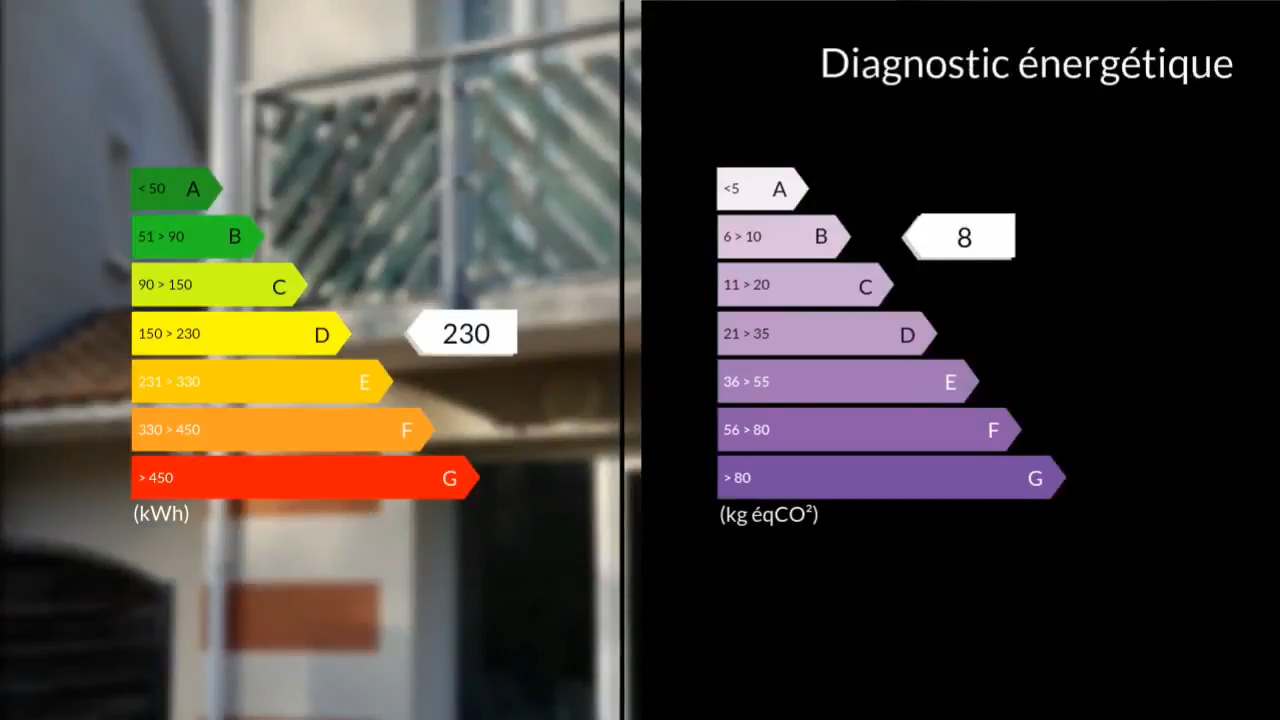 Diagnostic énergétique
< 50 A
51 > 90 B
90 > 150 C
150 > 230 D
230
231 > 330 E
330 > 450 F
> 450 G
(kWh)
<5 A
6 > 10 B
8
11 > 20 C
21 > 35 D
36 > 55 E
56 > 80 F
> 80 G
(kg éqCO²)